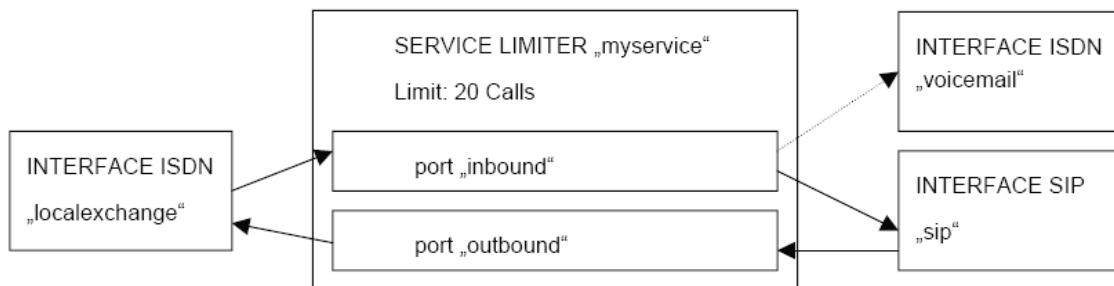 SERVICE LIMITER „myservice“
Limit: 20 Calls
INTERFACE ISDN
„voicemail“
INTERFACE ISDN
„localexchange“
port „inbound“
port „outbound“
INTERFACE SIP
„sip“